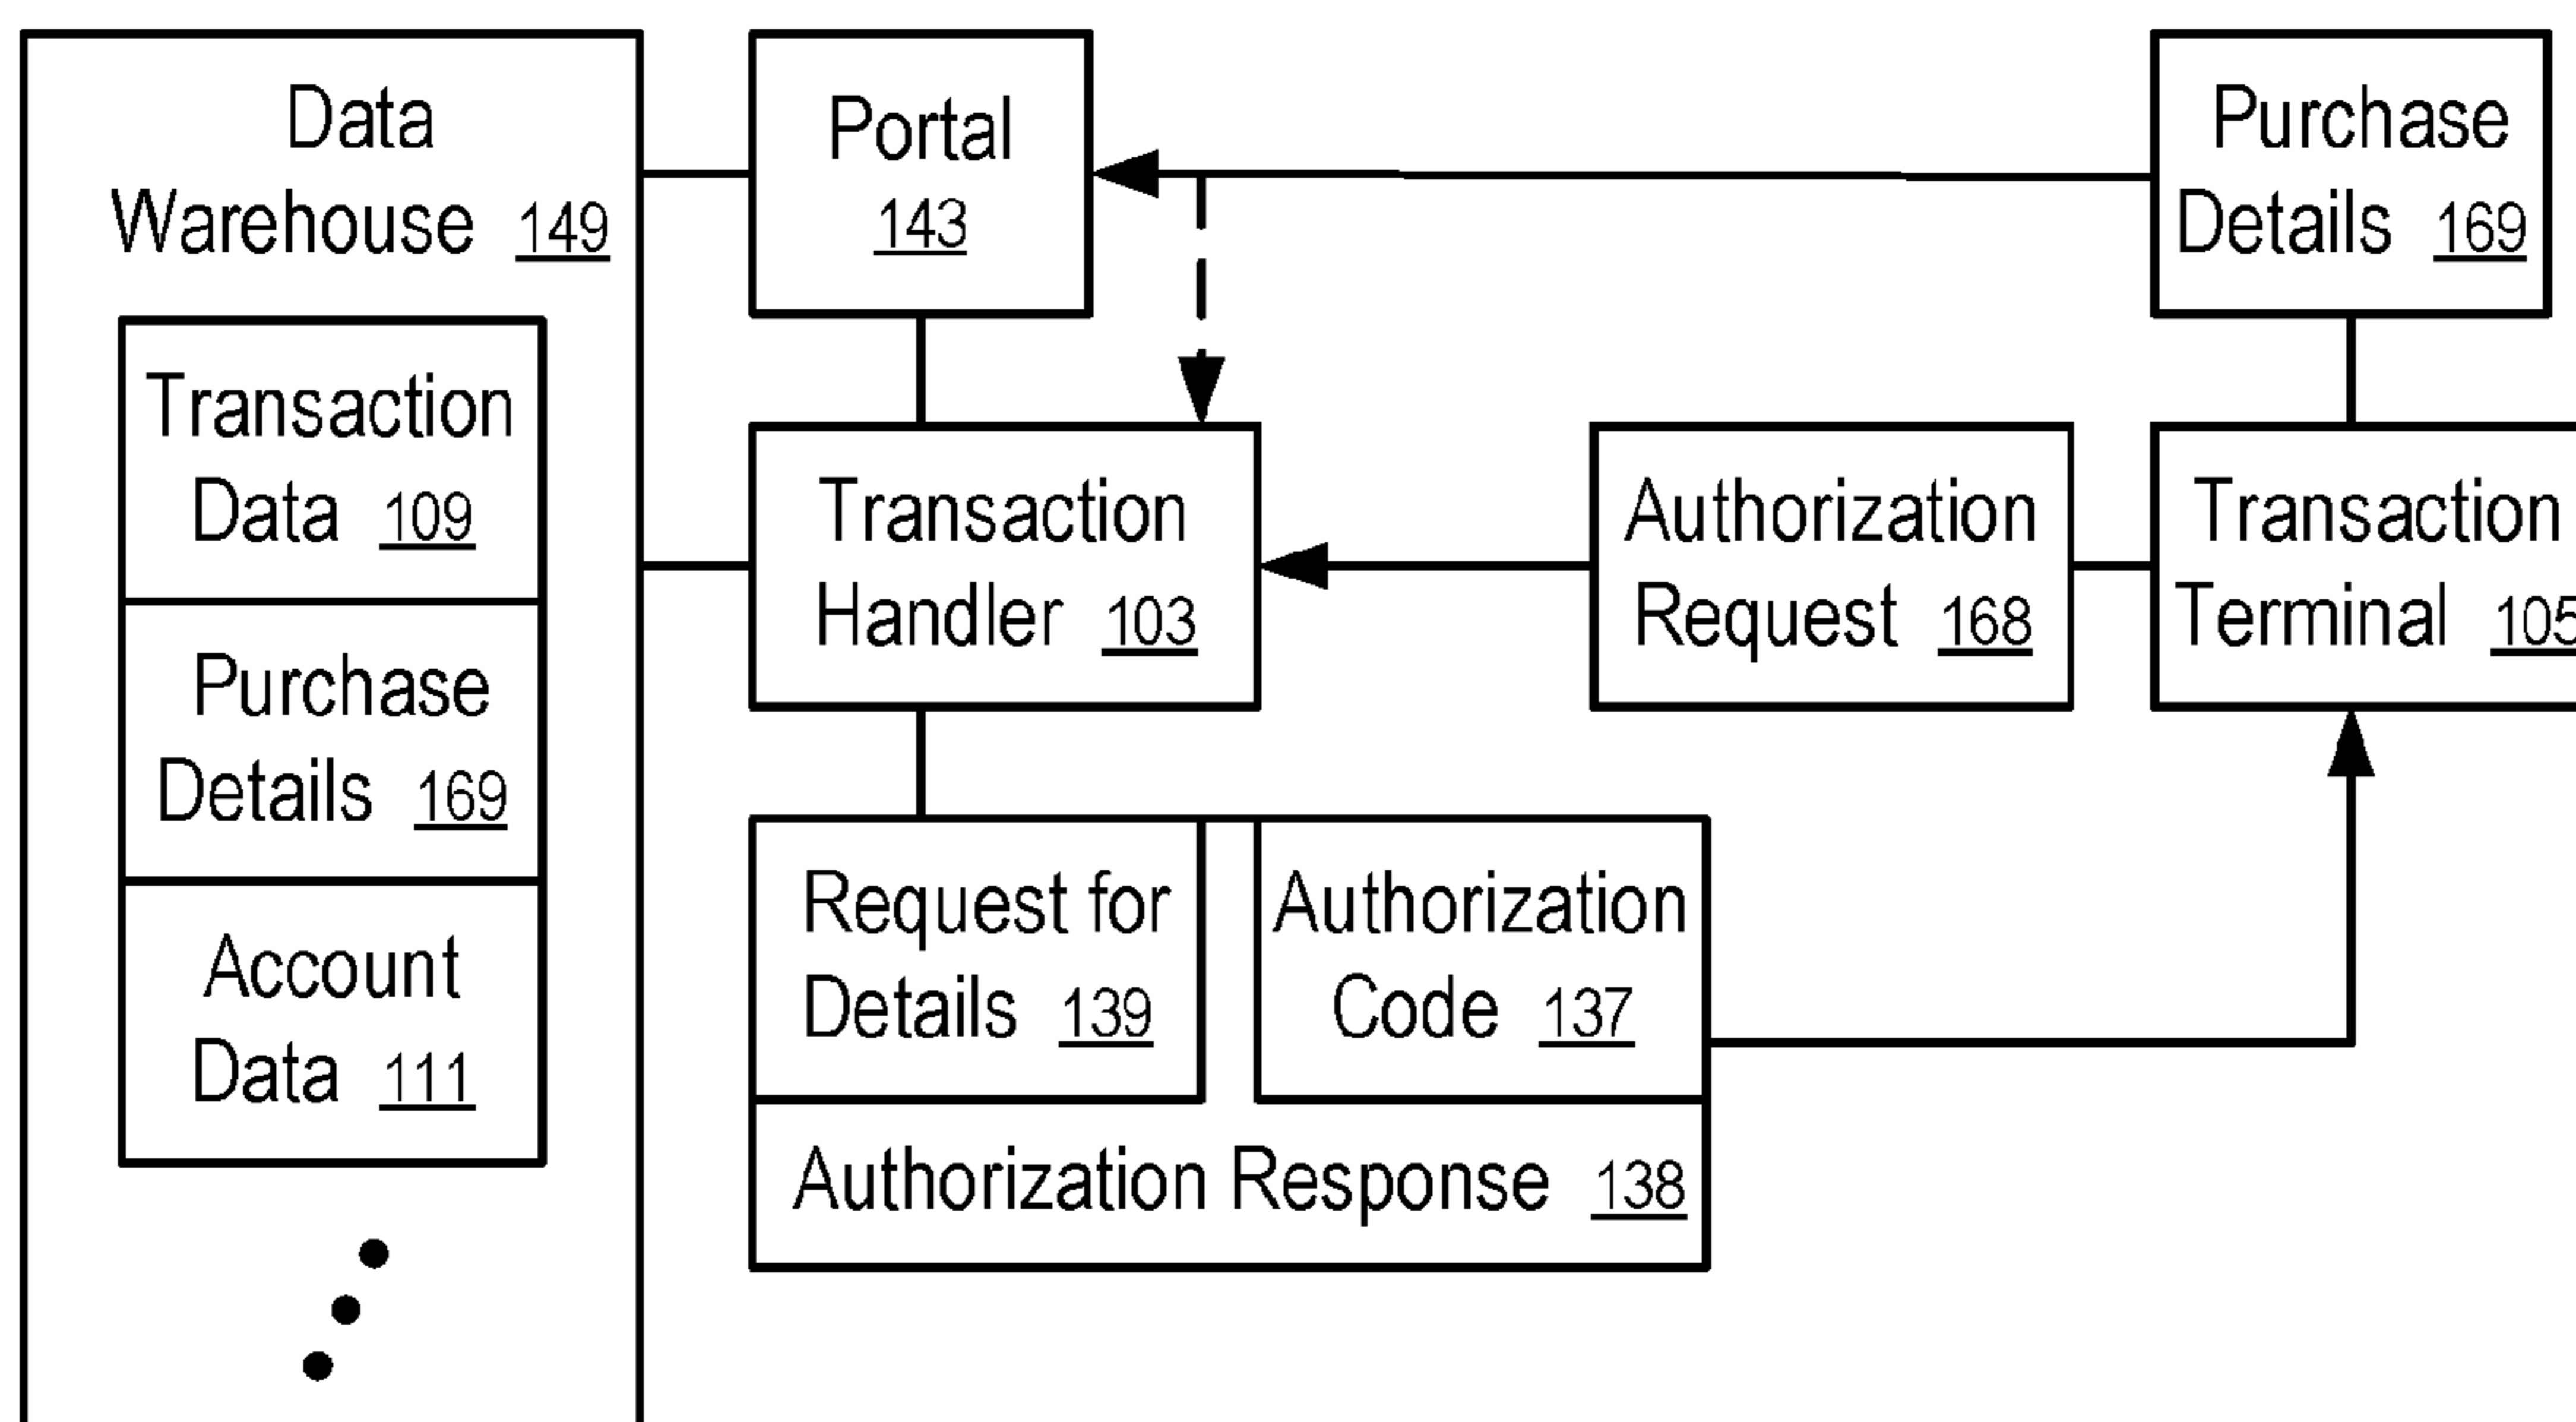 Data
Warehouse 149
Transaction
Data 109
Purchase
Details 169
Account
Data 111
Portal
143
Purchase
Details 169
Transaction
Handler 103
Authorization
Request 168
Transaction
Terminal 105
Request for
Details 139
Authorization
Code 137
Authorization Response 138